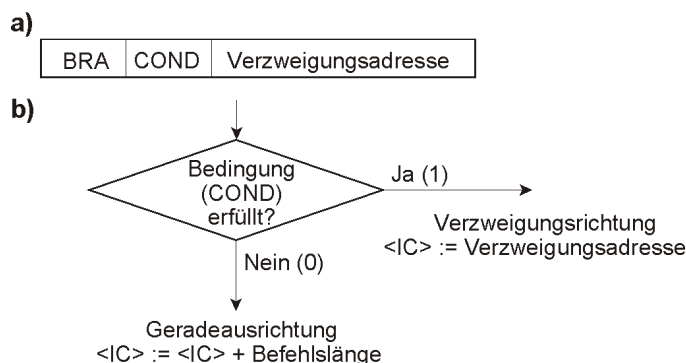 a)
BRA COND Verzweigungsadresse
b)
Bedingung
(COND)
erfüllt?
Ja (1)
Verzweigungsrichtung
<IC> := Verzweigungsadresse
Nein (0)
Geradeausrichtung
<IC> := <IC> + Befehlslänge